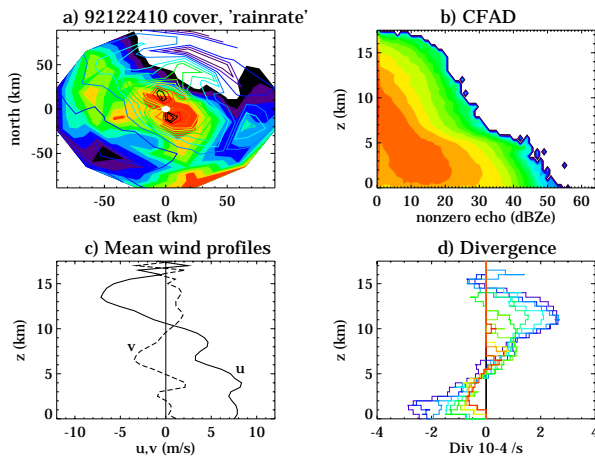 a) 92122410 cover, 'rainrate'
b) CFAD
north (km)
50
0
-50
-50
0
50
east (km)
z (km)
15
10
5
0
0
10
20
30
40
50
60
nonzero echo (dBZe)
c) Mean wind profiles
d) Divergence
z (km)
15
10
5
0
v
u
-10
-5
0
5
10
u,v (m/s)
z (km)
15
10
5
0
-4
-2
0
2
4
Div 10-4 /s